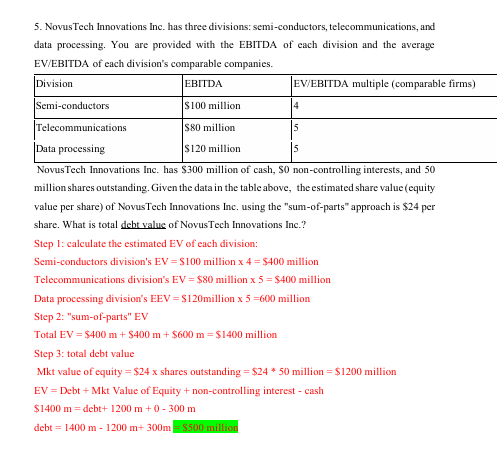 5. NovusTech Innovations Inc. has three divisions: semi-conductors, telecommunications, and
data processing. You are provided with the EBITDA of each division and the average
EV/EBITDA of each division's comparable companies.
Division EBITDA EV/EBITDA multiple (comparable firms)
Semi-conductors $100 million 4
Telecommunications $80 million 5
Data processing $120 million 5
NovusTech Innovations Inc. has $300 million of cash, $0 non-controlling interests, and 50
million shares outstanding. Given the data in the table above, the estimated share value (equity
value per share) of NovusTech Innovations Inc. using the "sum-of-parts" approach is $24 per
share. What is total debt value of NovusTech Innovations Inc.?
Step 1: calculate the estimated EV of each division:
Semi-conductors division's EV = $100 million x 4 = $400 million
Telecommunications division's EV = $80 million x 5 = $400 million
Data processing division's EEV = $120million x 5 =600 million
Step 2: "sum-of-parts" EV
Total EV = $400 m + $400 m + $600 m = $1400 million
Step 3: total debt value
Mkt value of equity = $24 x shares outstanding = $24 * 50 million = $1200 million
EV = Debt + Mkt Value of Equity + non-controlling interest - cash
$1400 m = debt+ 1200 m + 0 - 300 m
debt = 1400 m - 1200 m+ 300m = $500 million